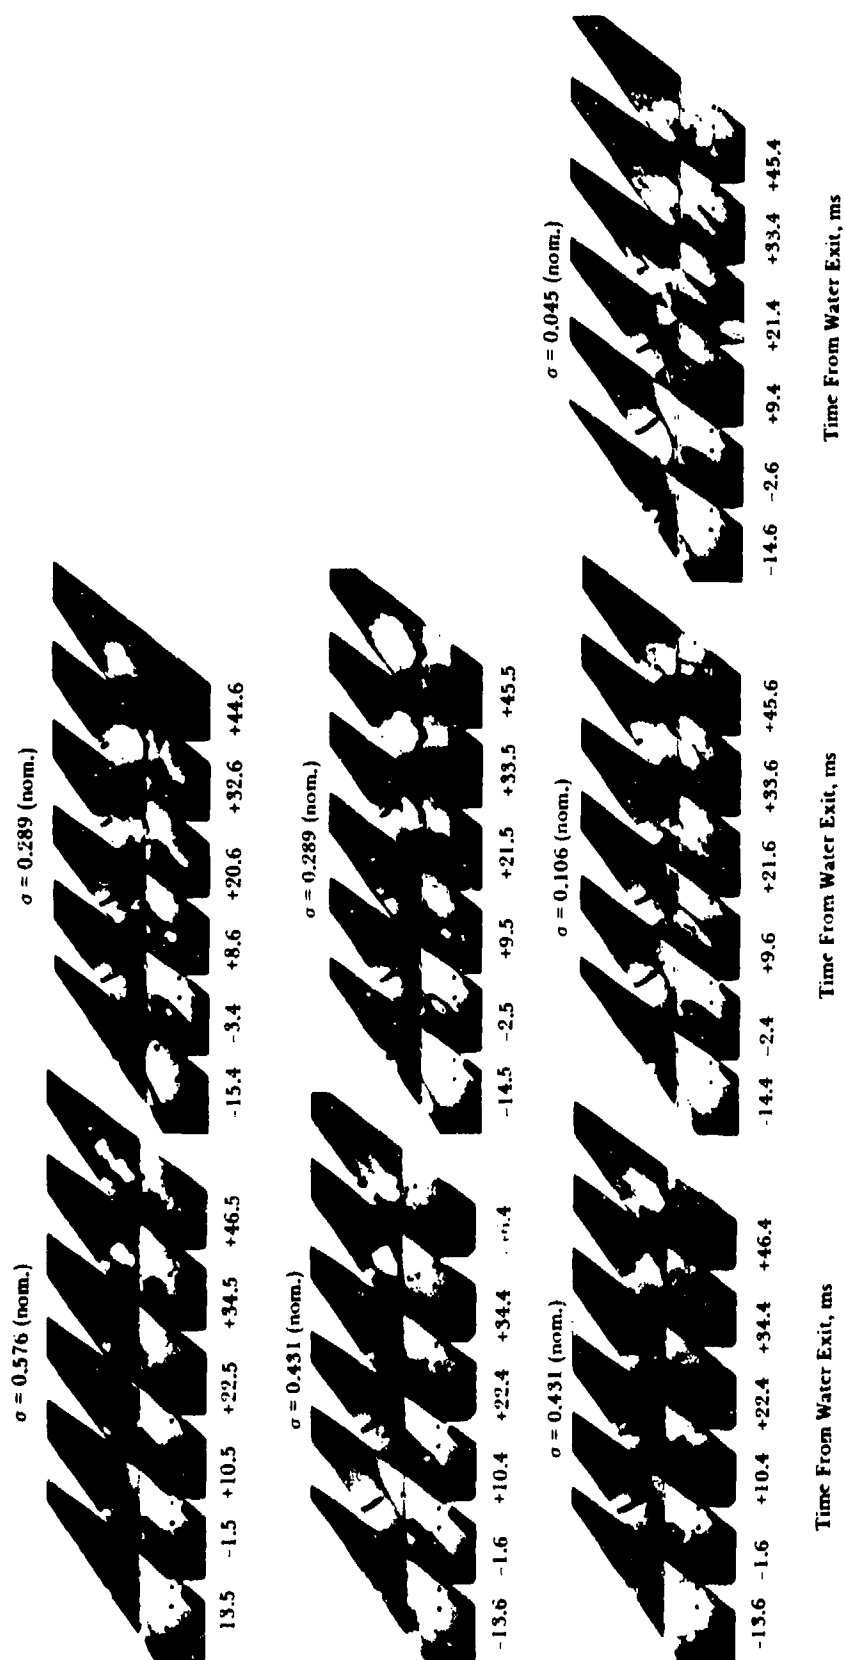 σ = 0.576 (nom.)
σ = 0.289 (nom.)
13.5 -1.5 +10.5 +22.5 +34.5 +46.5
-15.4 -3.4 +8.6 +20.6 +32.6 +44.6
σ = 0.431 (nom.)
σ = 0.289 (nom.)
-13.6 -1.6 +10.4 +22.4 +34.4
-14.5 -2.5 +9.5 +21.5 +33.5 +45.5
σ = 0.431 (nom.)
σ = 0.106 (nom.)
σ = 0.045 (nom.)
-13.6 -1.6 +10.4 +22.4 +34.4 +46.4
-14.4 -2.4 +9.6 +21.6 +33.6 +45.6
-14.6 -2.6 +9.4 +21.4 +33.4 +45.4
Time From Water Exit, ms
Time From Water Exit, ms
Time From Water Exit, ms